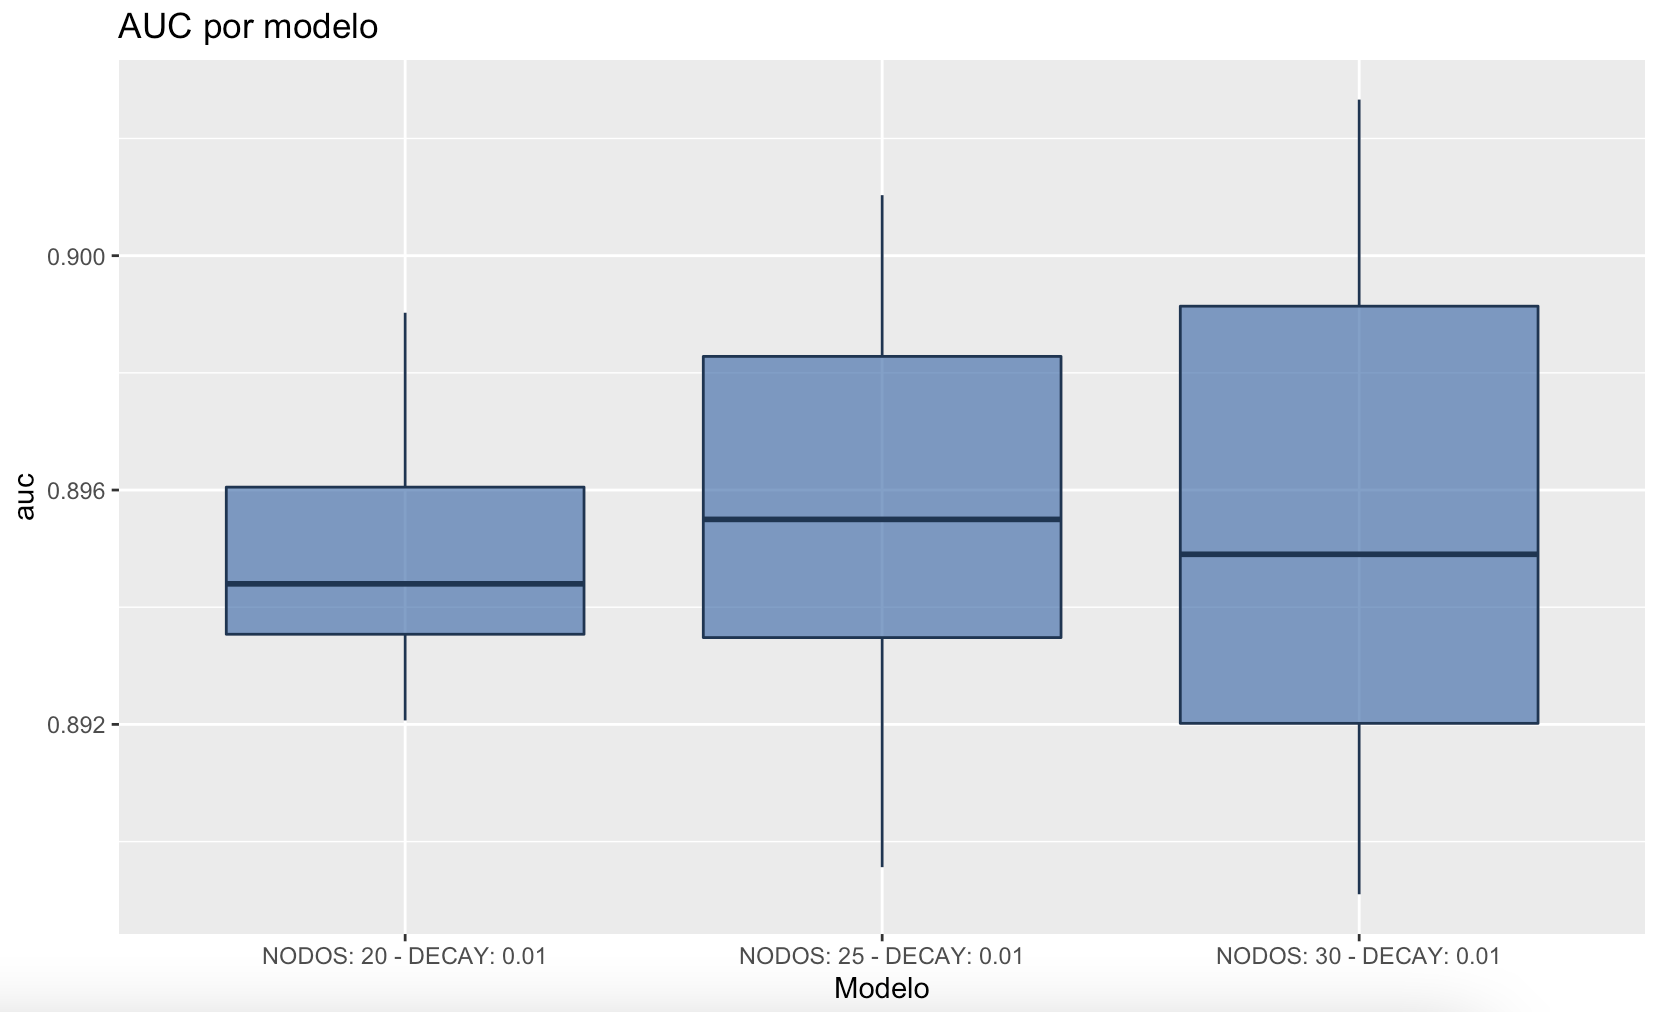 AUC por modelo
auc
0.900
0.896
0.892
NODOS: 20 - DECAY: 0.01
NODOS: 25 - DECAY: 0.01
NODOS: 30 - DECAY: 0.01
Modelo